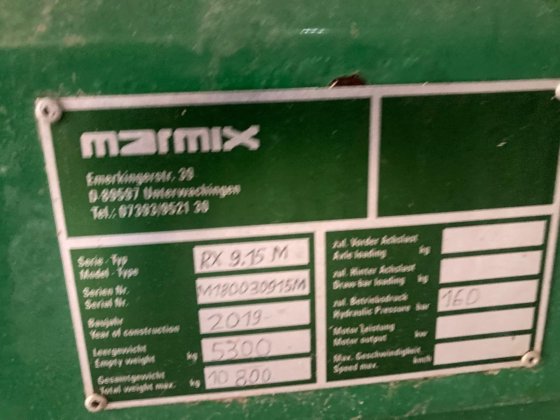 marmix
Emerkingerstr. 39
D-89597 Unterwachingen
Tel.: 07393/9521 30
Serie - Typ
Model - Type
RX 9.15 M
Serien Nr.
Serial Nr.
M180030915M
Baujahr
Year of construction
2019
Leergewicht
Empty weight kg
5300
Gesamtgewicht
Total weight max. kg
10 800
zul. Vorder Achslast
Axle loading kg
zul. Hinter Achslast
Draw bar loading kg
zul. Betriebsdruck
Hydraulic Pressure bar
160
Motor Leistung
Motor output kw
Max. Geschwindigkeit
Speed max. km/h